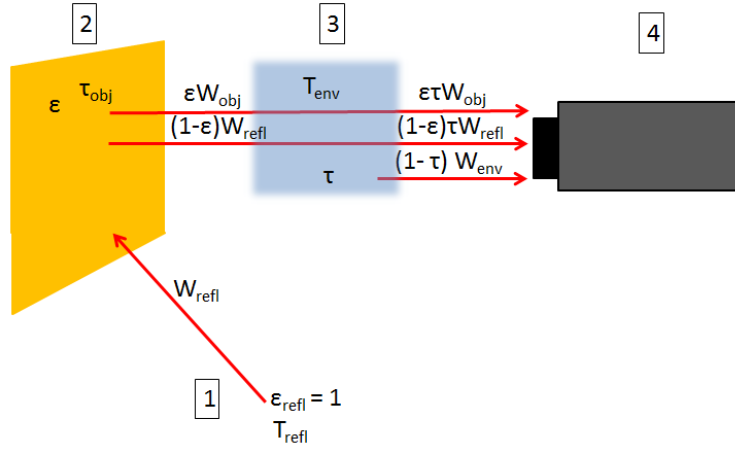 2
3
4
ε τobj
εWobj
Tenv
ετWobj
(1-ε)Wrefl
(1-ε)τWrefl
τ
(1- τ) Wenv
Wrefl
1
εrefl = 1
Trefl